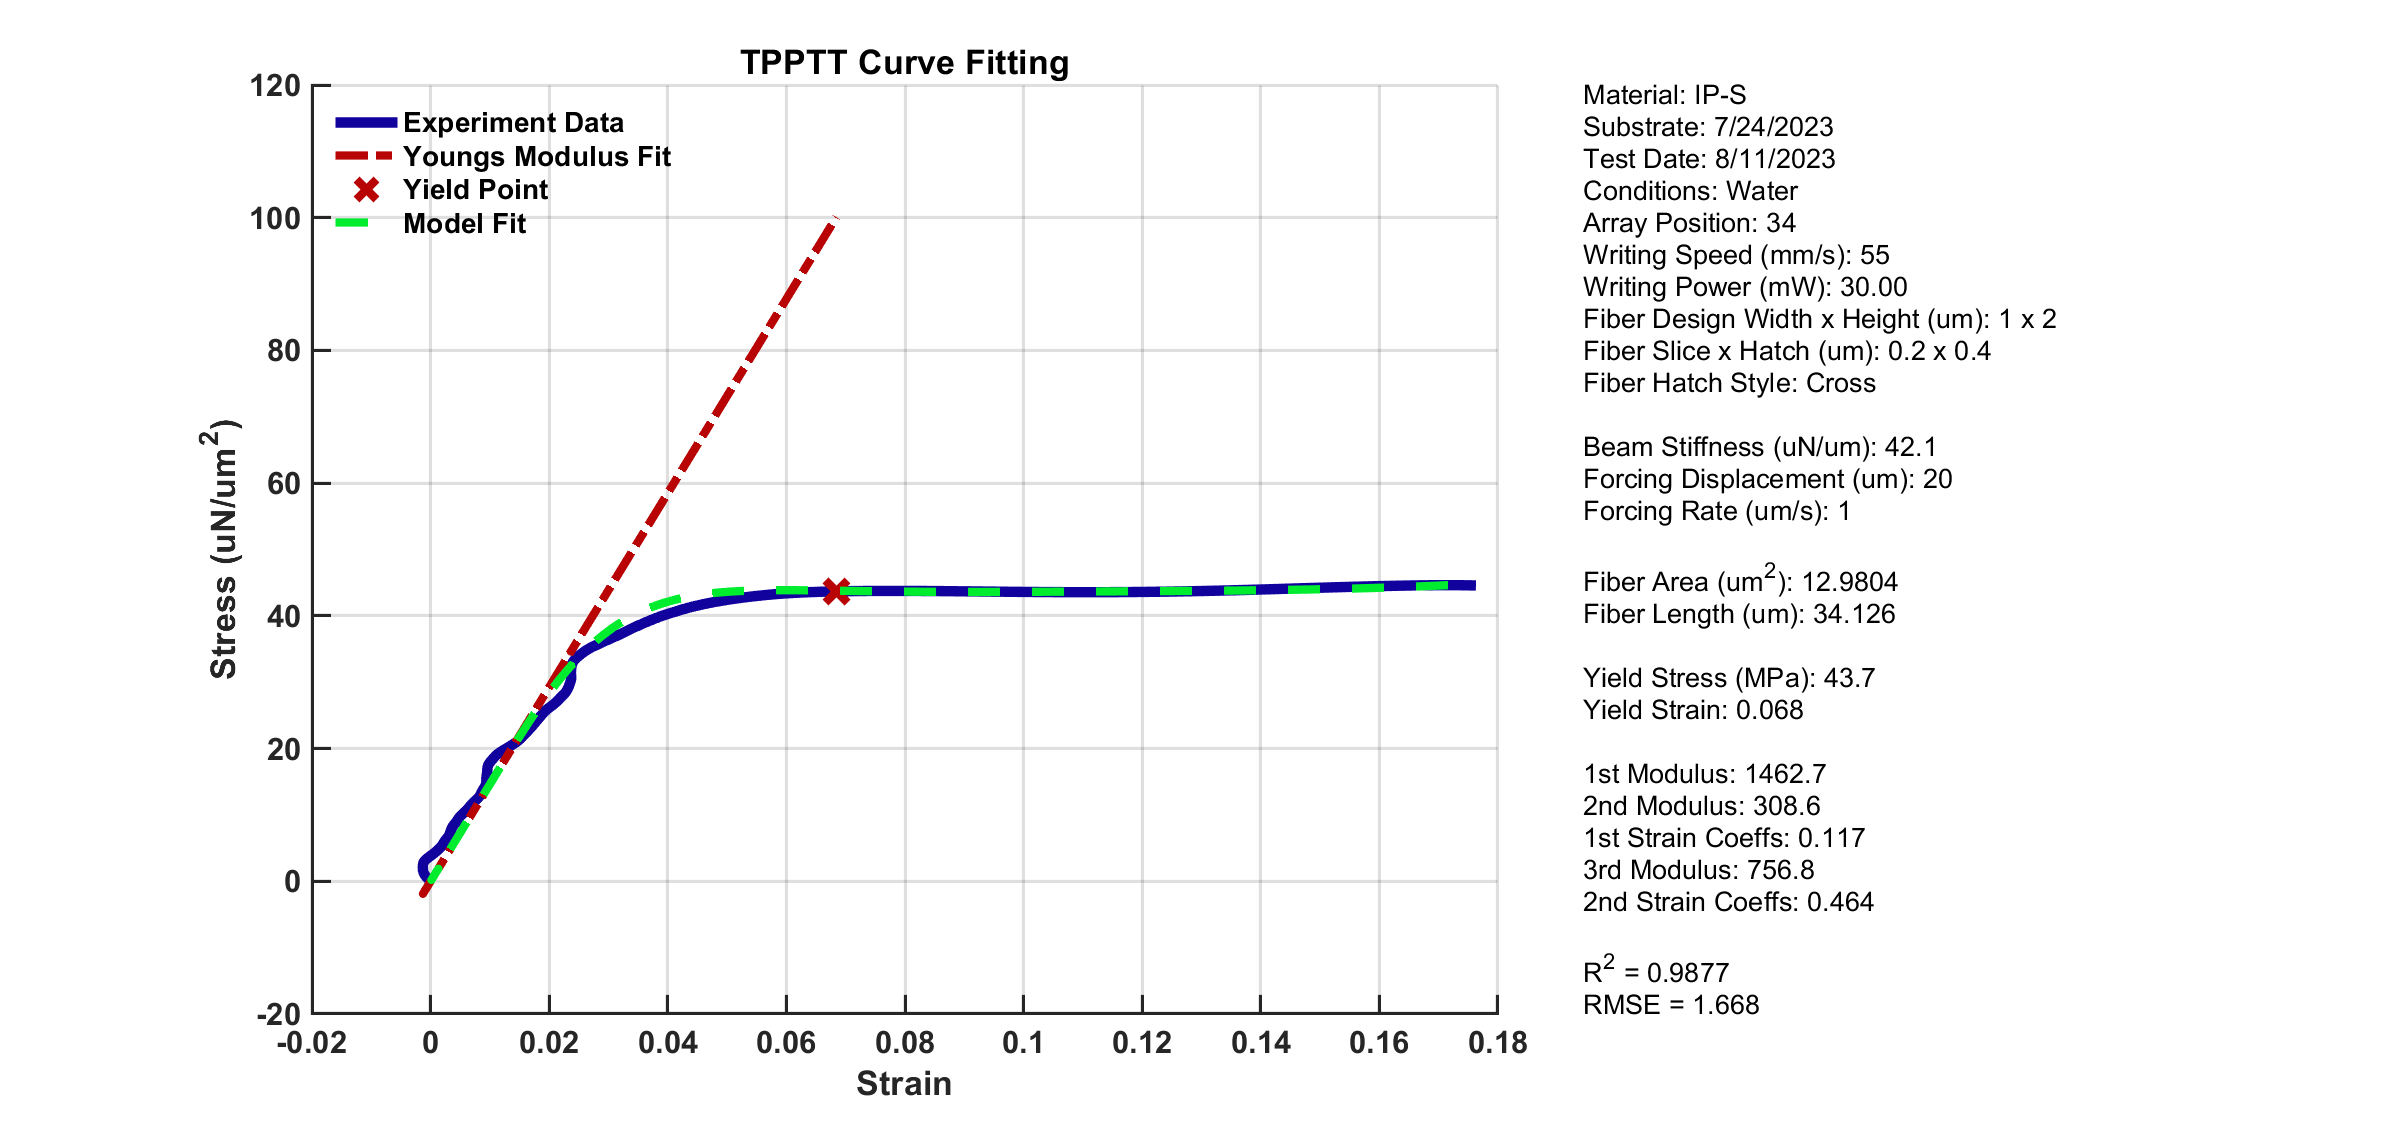 TPPTT Curve Fitting
120
100
80
60
40
20
0
-20
Stress (uN/um²)
Experiment Data
Youngs Modulus Fit
Yield Point
Model Fit
-0.02 0 0.02 0.04 0.06 0.08 0.1 0.12 0.14 0.16 0.18
Strain
Material: IP-S
Substrate: 7/24/2023
Test Date: 8/11/2023
Conditions: Water
Array Position: 34
Writing Speed (mm/s): 55
Writing Power (mW): 30.00
Fiber Design Width x Height (um): 1 x 2
Fiber Slice x Hatch (um): 0.2 x 0.4
Fiber Hatch Style: Cross
Beam Stiffness (uN/um): 42.1
Forcing Displacement (um): 20
Forcing Rate (um/s): 1
Fiber Area (um²): 12.9804
Fiber Length (um): 34.126
Yield Stress (MPa): 43.7
Yield Strain: 0.068
1st Modulus: 1462.7
2nd Modulus: 308.6
1st Strain Coeffs: 0.117
3rd Modulus: 756.8
2nd Strain Coeffs: 0.464
R² = 0.9877
RMSE = 1.668